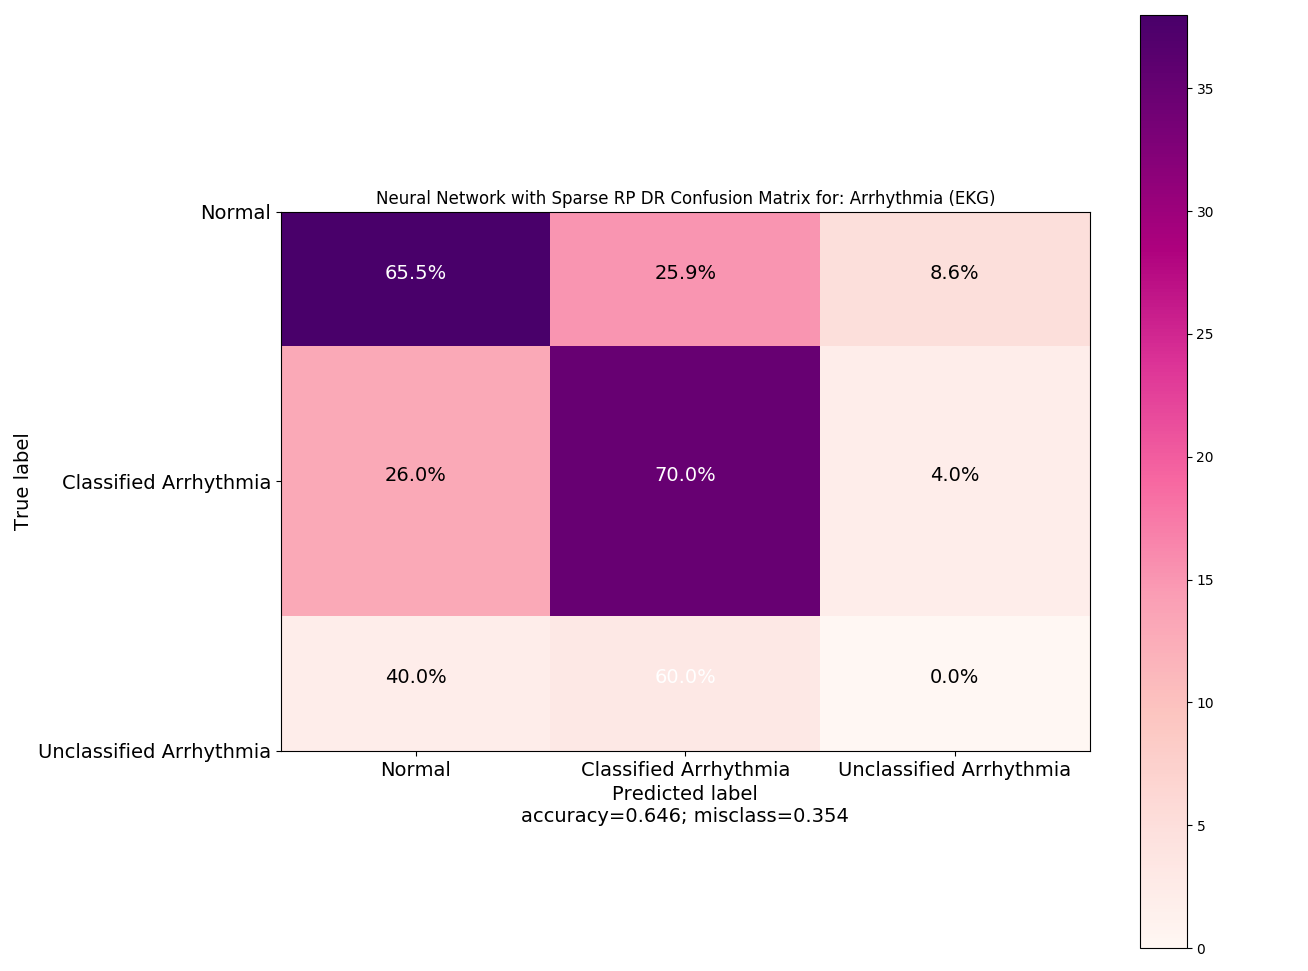 Neural Network with Sparse RP DR Confusion Matrix for: Arrhythmia (EKG)
Normal
65.5% 25.9% 8.6%
True label
Classified Arrhythmia
26.0% 70.0% 4.0%
40.0% 60.0% 0.0%
Unclassified Arrhythmia
Normal Classified Arrhythmia Unclassified Arrhythmia
Predicted label
accuracy=0.646; misclass=0.354
35
30
25
20
15
10
5
0